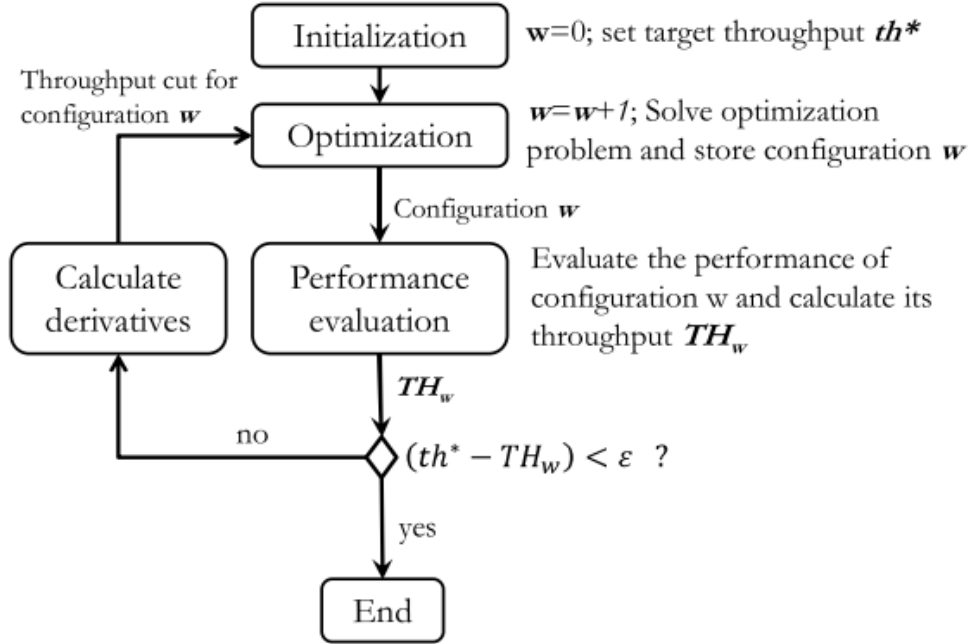 Initialization
w=0; set target throughput th*
Throughput cut for
configuration w
Optimization
w=w+1; Solve optimization
problem and store configuration w
Configuration w
Calculate
derivatives
Performance
evaluation
Evaluate the performance of
configuration w and calculate its
throughput THw
THw
no
(th* − THw) < ε ?
yes
End